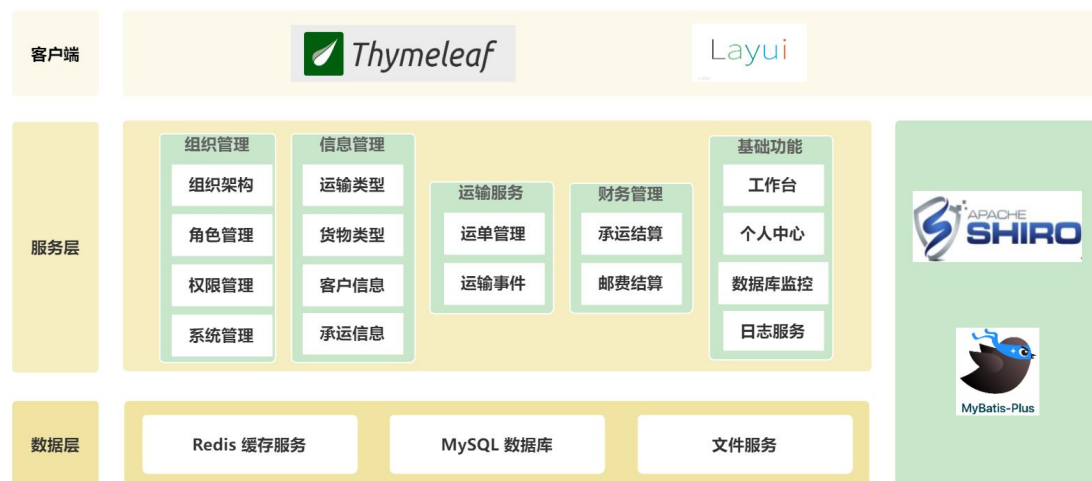 客户端
Thymeleaf
Layui
服务层
组织管理
组织架构
角色管理
权限管理
系统管理
信息管理
运输类型
货物类型
客户信息
承运信息
运输服务
运单管理
运输事件
财务管理
承运结算
邮费结算
基础功能
工作台
个人中心
数据库监控
日志服务
APACHE
SHIRO
MyBatis-Plus
数据层
Redis 缓存服务
MySQL 数据库
文件服务